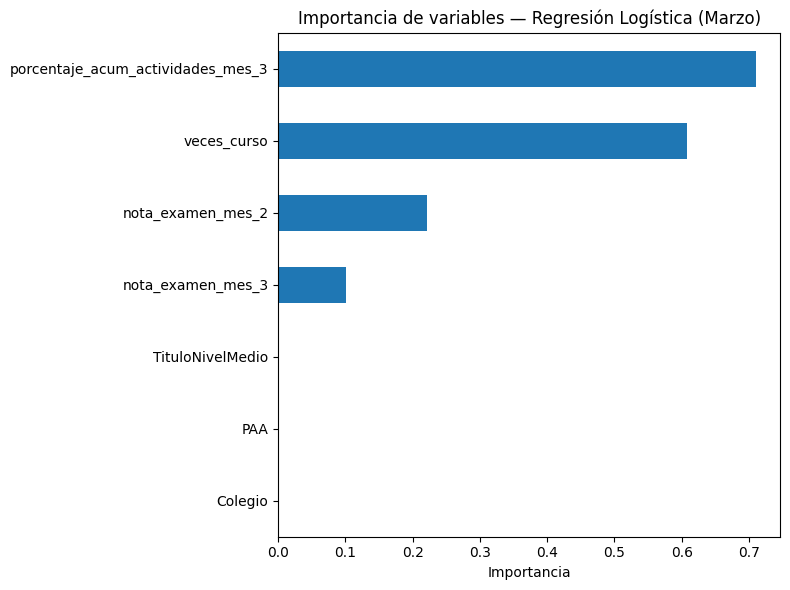 Importancia de variables — Regresión Logística (Marzo)
porcentaje_acum_actividades_mes_3
veces_curso
nota_examen_mes_2
nota_examen_mes_3
TituloNivelMedio
PAA
Colegio
0.0 0.1 0.2 0.3 0.4 0.5 0.6 0.7
Importancia